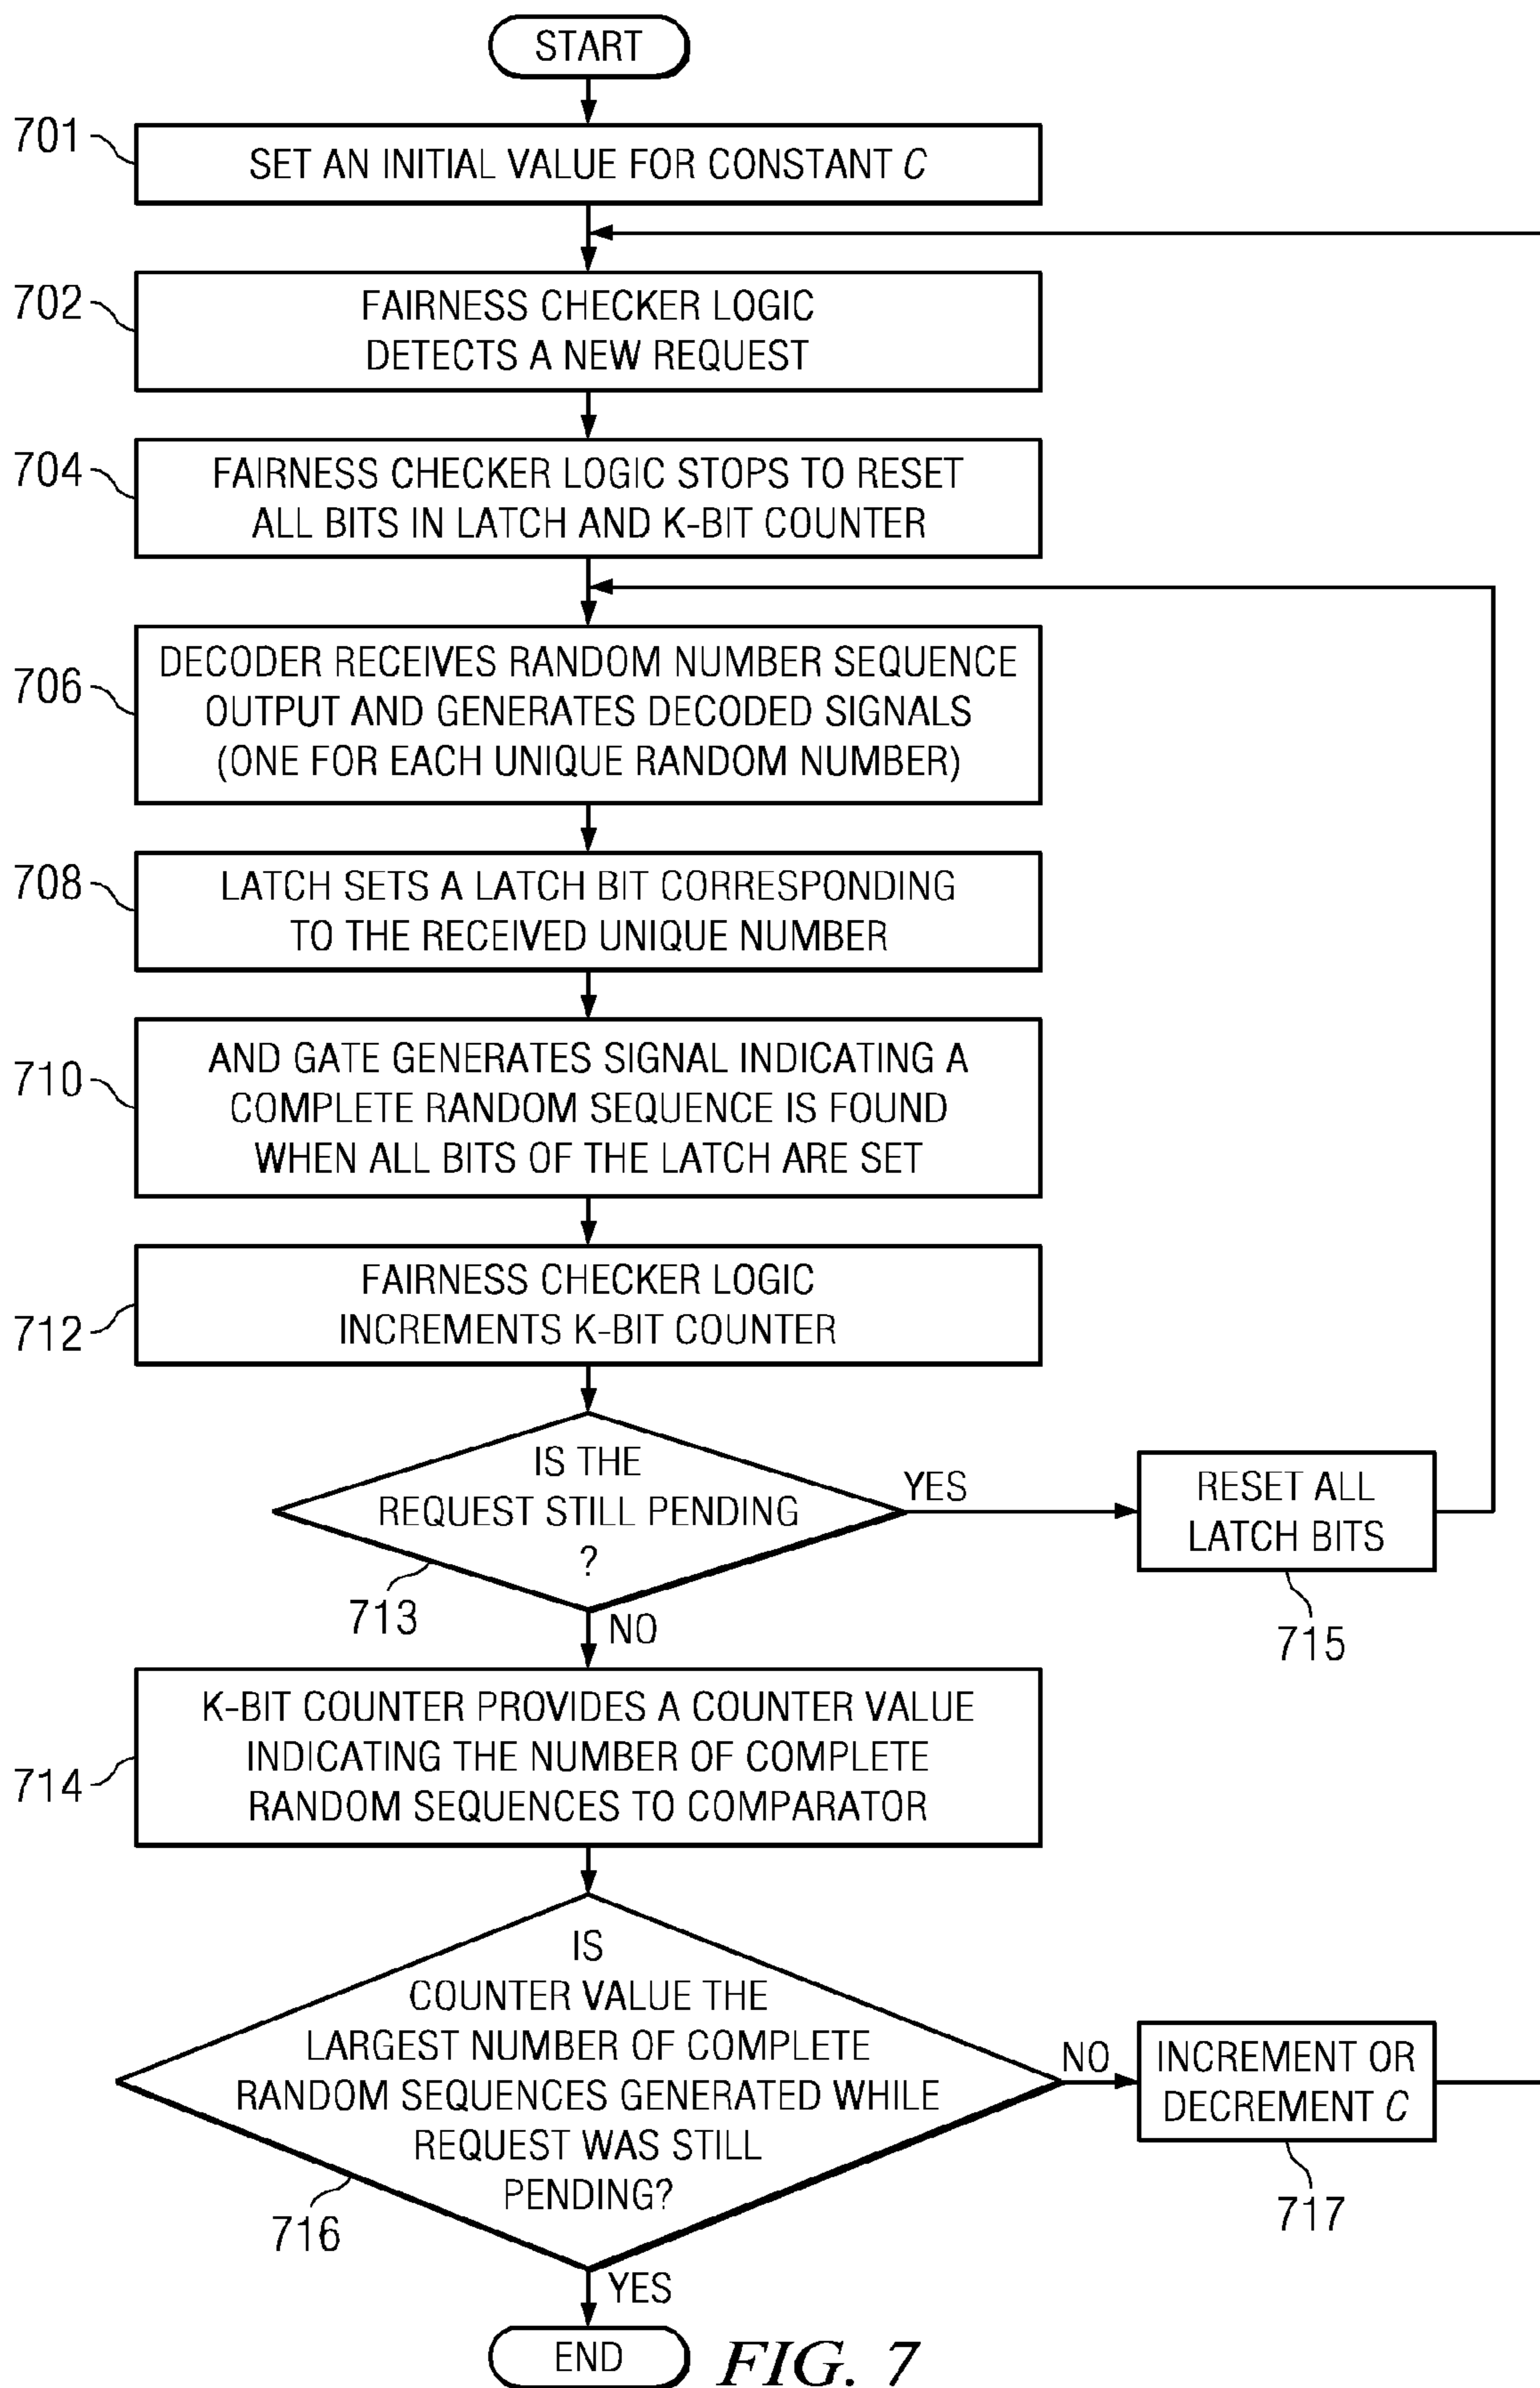 START
701
SET AN INITIAL VALUE FOR CONSTANT C
702
FAIRNESS CHECKER LOGIC
DETECTS A NEW REQUEST
704
FAIRNESS CHECKER LOGIC STOPS TO RESET
ALL BITS IN LATCH AND K-BIT COUNTER
706
DECODER RECEIVES RANDOM NUMBER SEQUENCE
OUTPUT AND GENERATES DECODED SIGNALS
(ONE FOR EACH UNIQUE RANDOM NUMBER)
708
LATCH SETS A LATCH BIT CORRESPONDING
TO THE RECEIVED UNIQUE NUMBER
710
AND GATE GENERATES SIGNAL INDICATING A
COMPLETE RANDOM SEQUENCE IS FOUND
WHEN ALL BITS OF THE LATCH ARE SET
712
FAIRNESS CHECKER LOGIC
INCREMENTS K-BIT COUNTER
IS THE
REQUEST STILL PENDING
?
713
YES
RESET ALL
LATCH BITS
715
NO
714
K-BIT COUNTER PROVIDES A COUNTER VALUE
INDICATING THE NUMBER OF COMPLETE
RANDOM SEQUENCES TO COMPARATOR
IS
COUNTER VALUE THE
LARGEST NUMBER OF COMPLETE
RANDOM SEQUENCES GENERATED WHILE
REQUEST WAS STILL
PENDING?
716
NO
INCREMENT OR
DECREMENT C
717
YES
END
FIG. 7